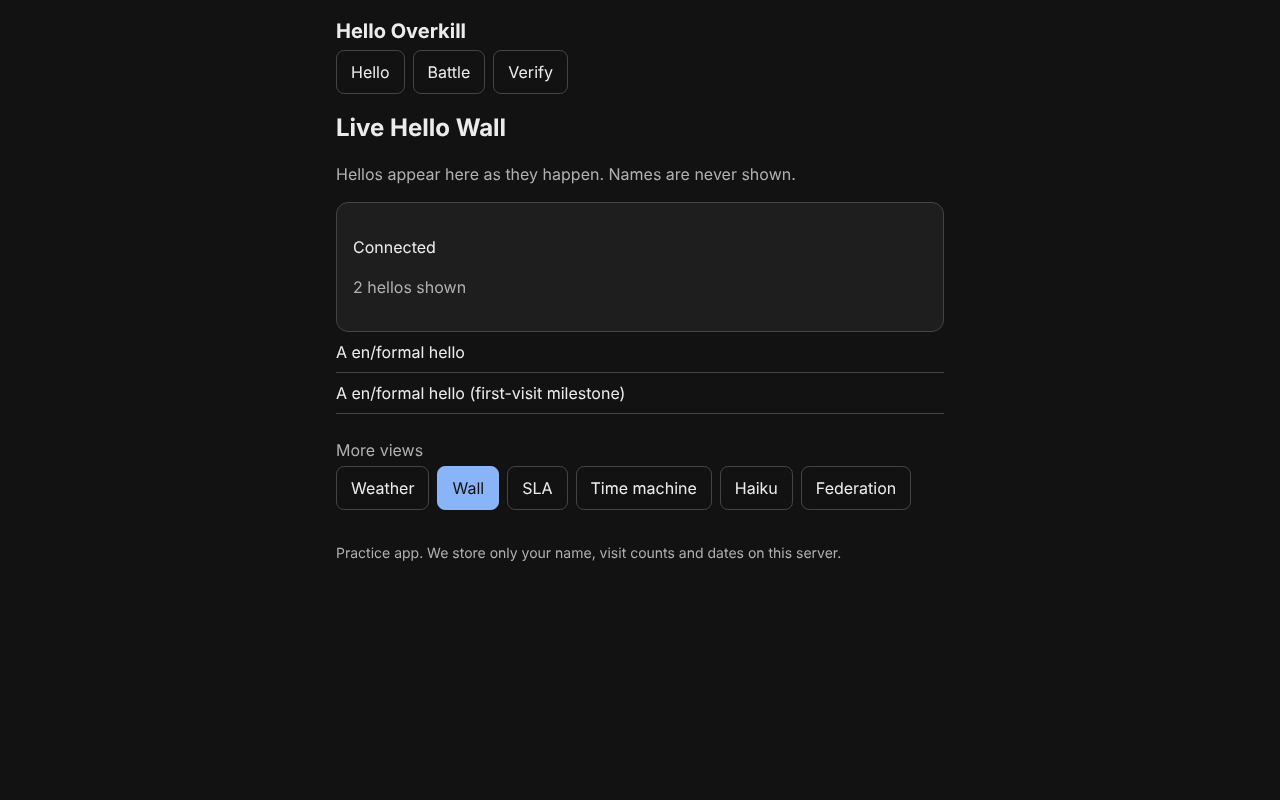 Hello Overkill
Hello Battle Verify
Live Hello Wall
Hellos appear here as they happen. Names are never shown.
Connected
2 hellos shown
A en/formal hello
A en/formal hello (first-visit milestone)
More views
Weather Wall SLA Time machine Haiku Federation
Practice app. We store only your name, visit counts and dates on this server.